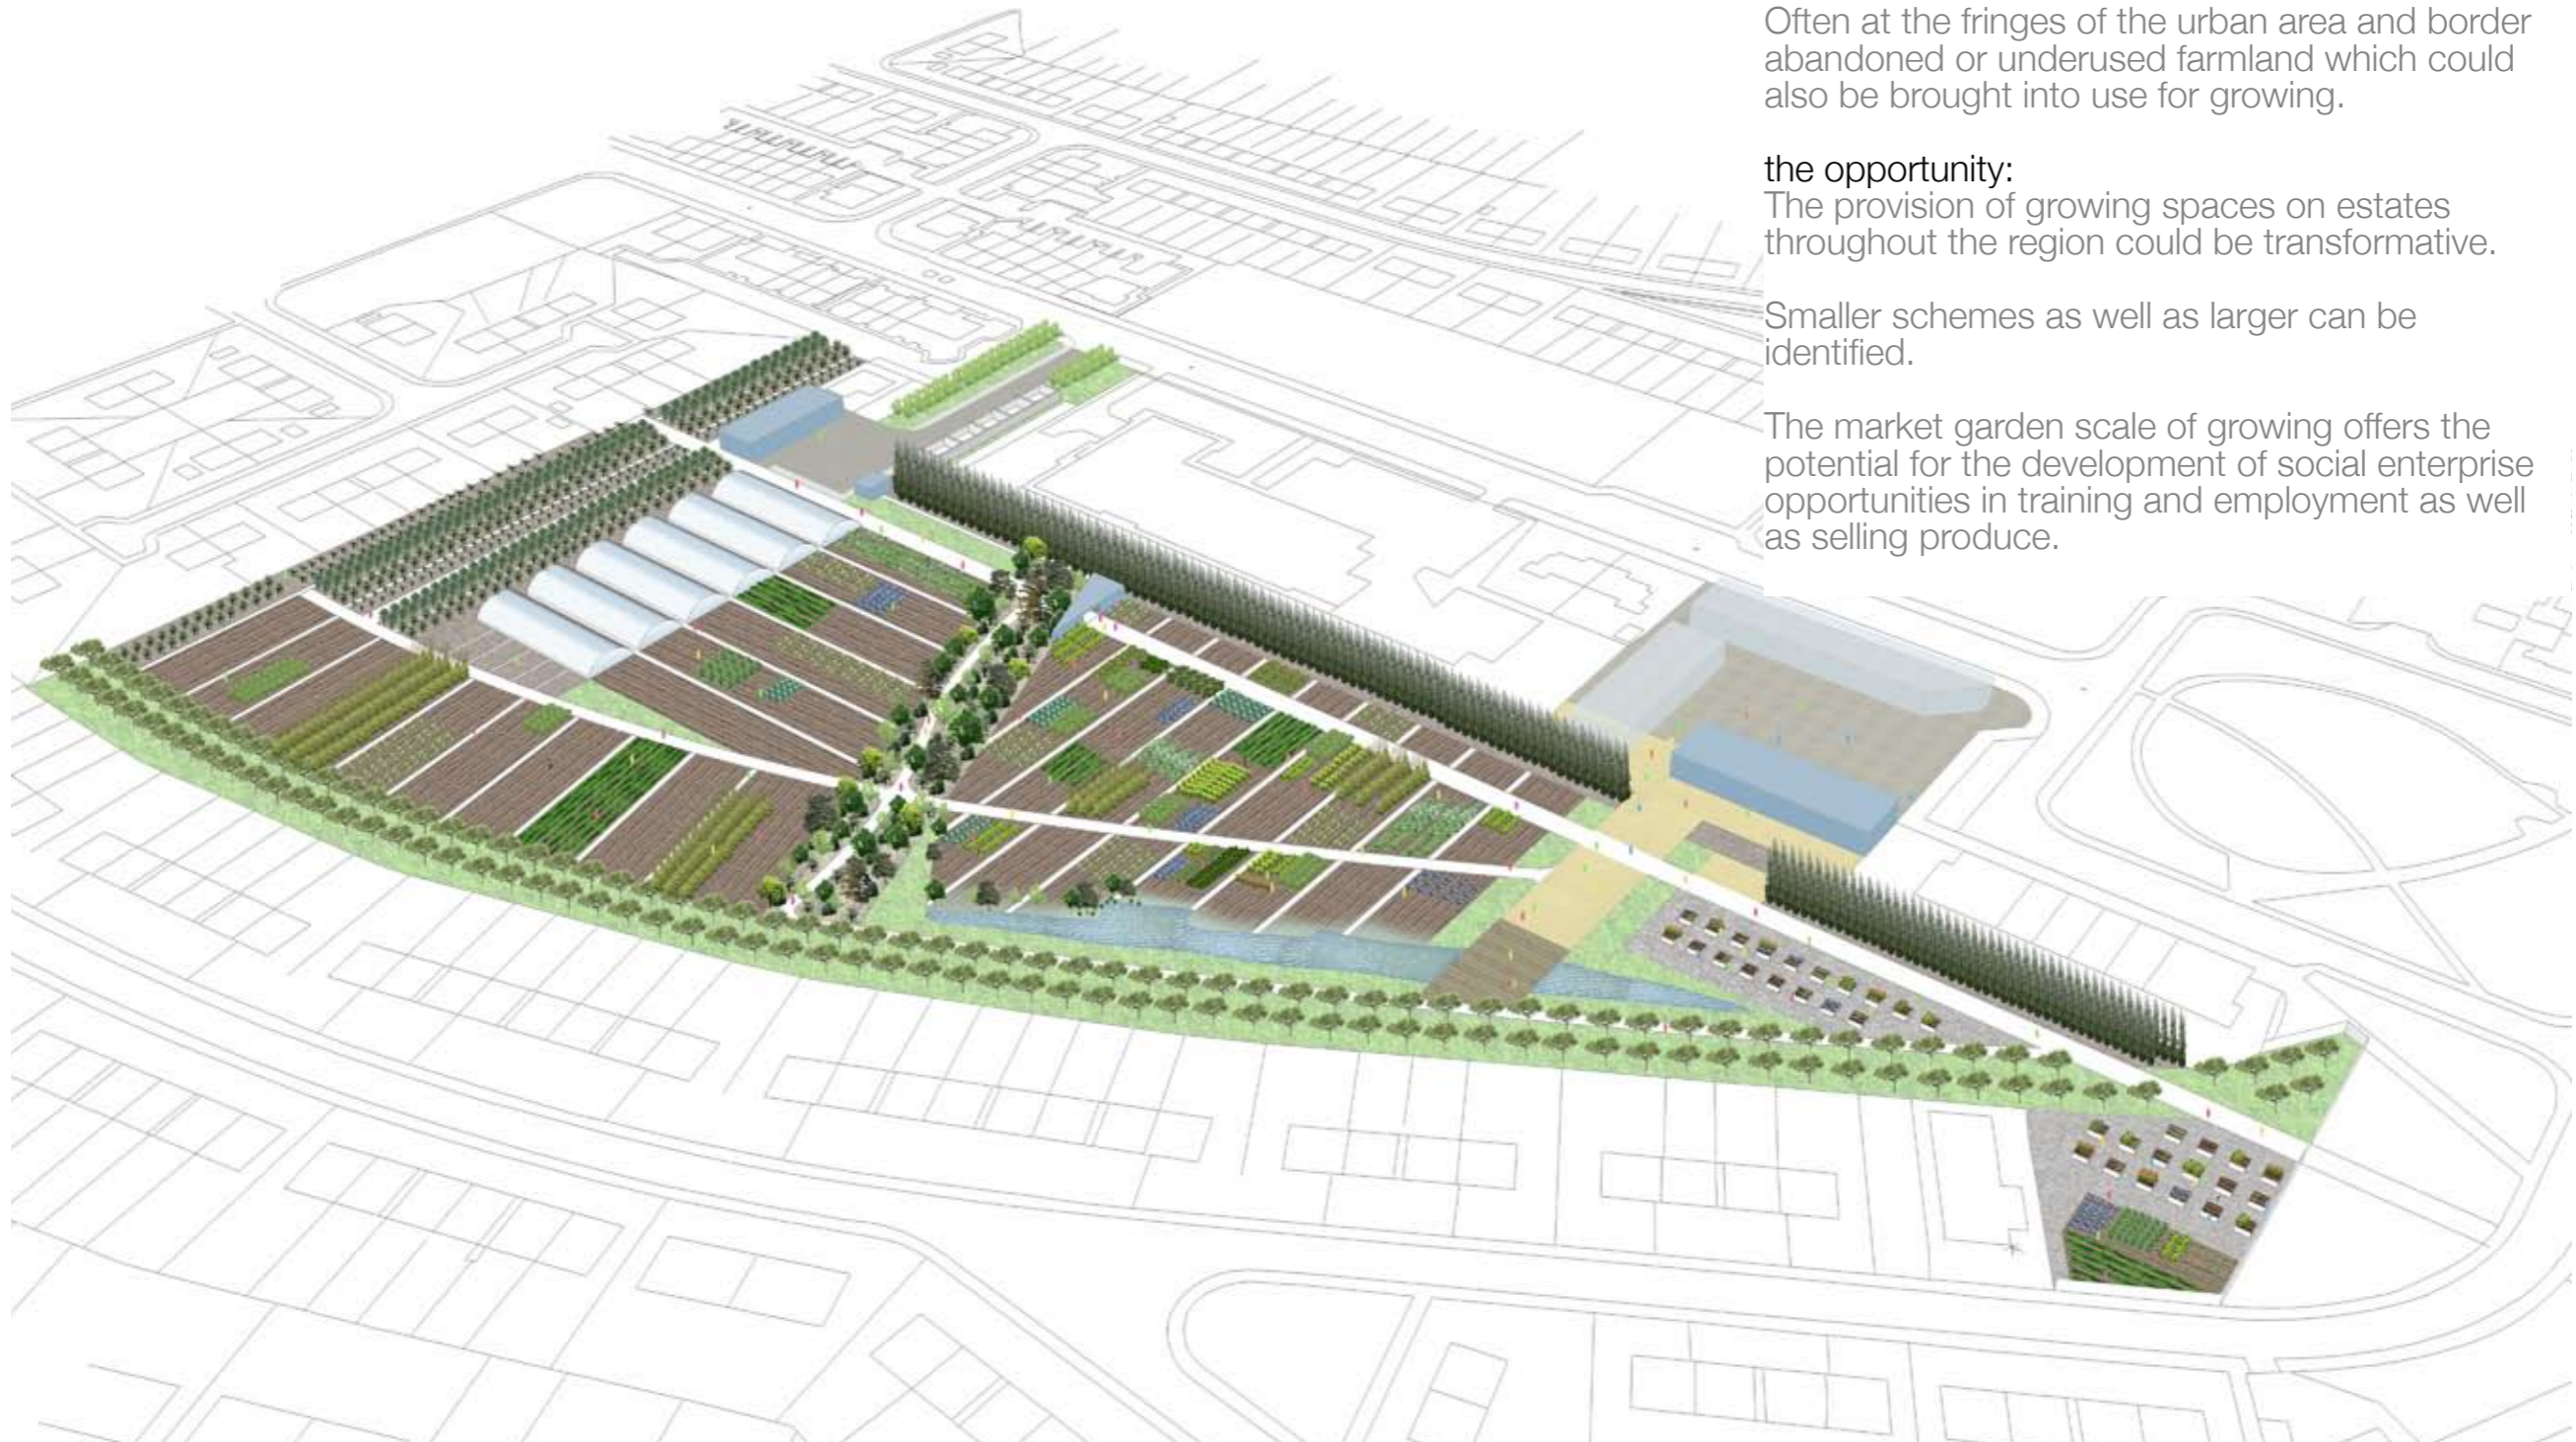 Often at the fringes of the urban area and border
abandoned or underused farmland which could
also be brought into use for growing.
the opportunity:
The provision of growing spaces on estates
throughout the region could be transformative.
Smaller schemes as well as larger can be
identified.
The market garden scale of growing offers the
potential for the development of social enterprise
opportunities in training and employment as well
as selling produce.